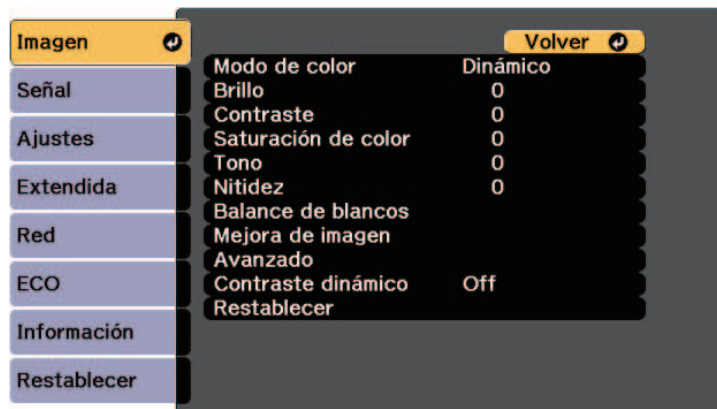 Imagen
Señal
Ajustes
Extendida
Red
ECO
Información
Restablecer
Volver
Modo de color Dinámico
Brillo 0
Contraste 0
Saturación de color 0
Tono 0
Nitidez 0
Balance de blancos
Mejora de imagen
Avanzado
Contraste dinámico Off
Restablecer